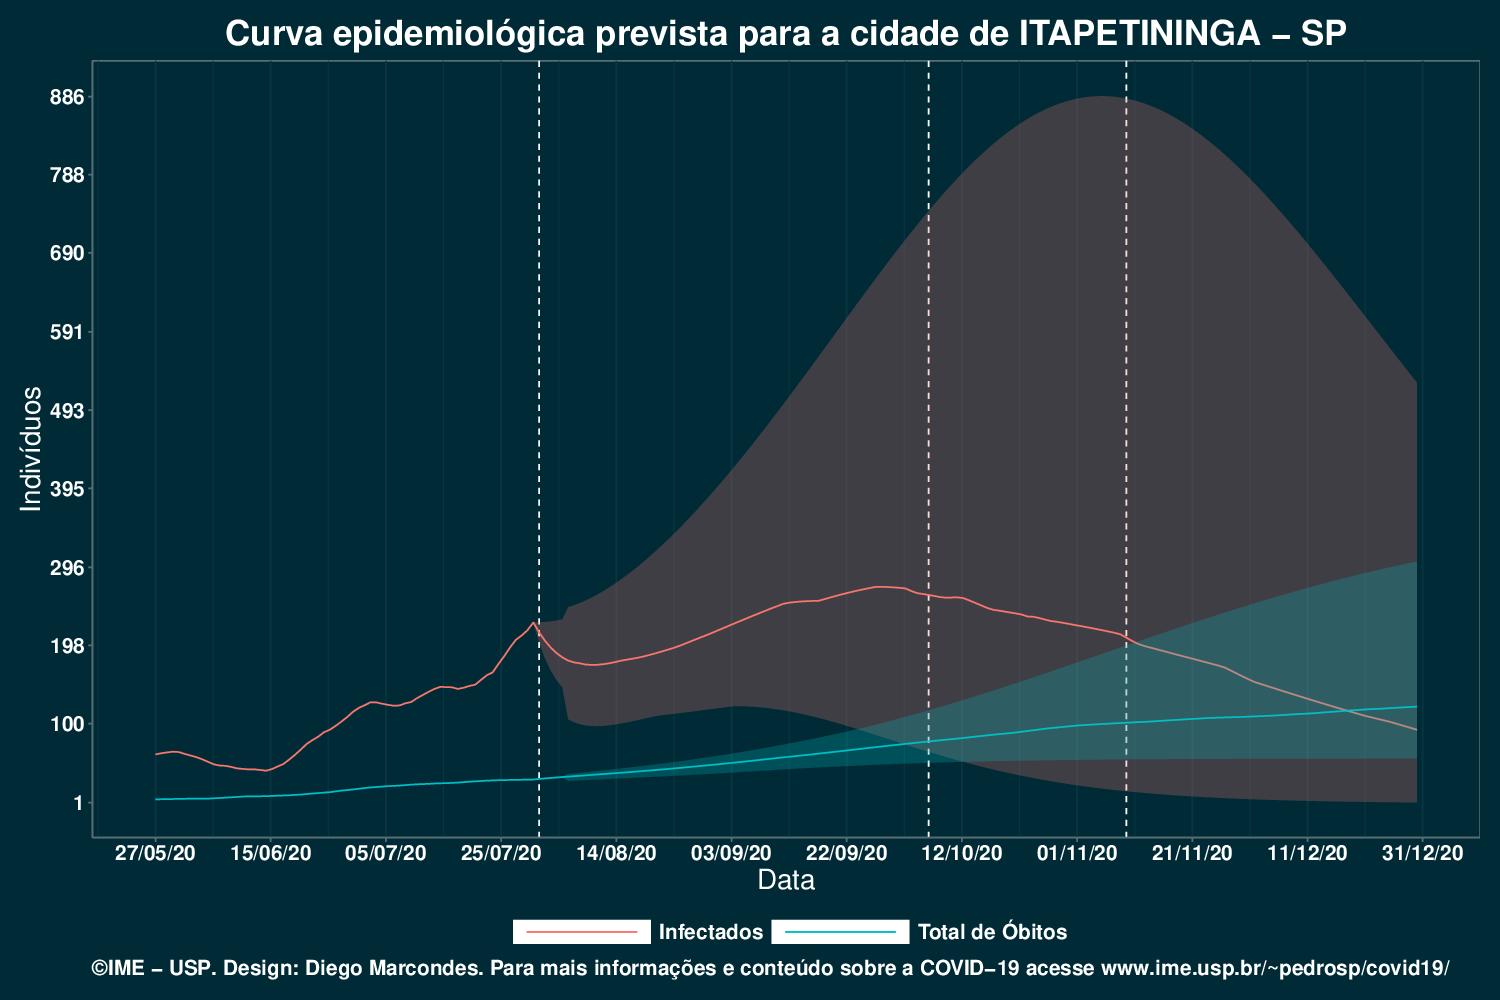 Curva epidemiológica prevista para a cidade de ITAPETININGA – SP
886
788
690
591
493
395
296
198
100
1
Indivíduos
27/05/20 15/06/20 05/07/20 25/07/20 14/08/20 03/09/20 22/09/20 12/10/20 01/11/20 21/11/20 11/12/20 31/12/20
Data
Infectados Total de Óbitos
©IME – USP. Design: Diego Marcondes. Para mais informações e conteúdo sobre a COVID–19 acesse www.ime.usp.br/~pedrosp/covid19/